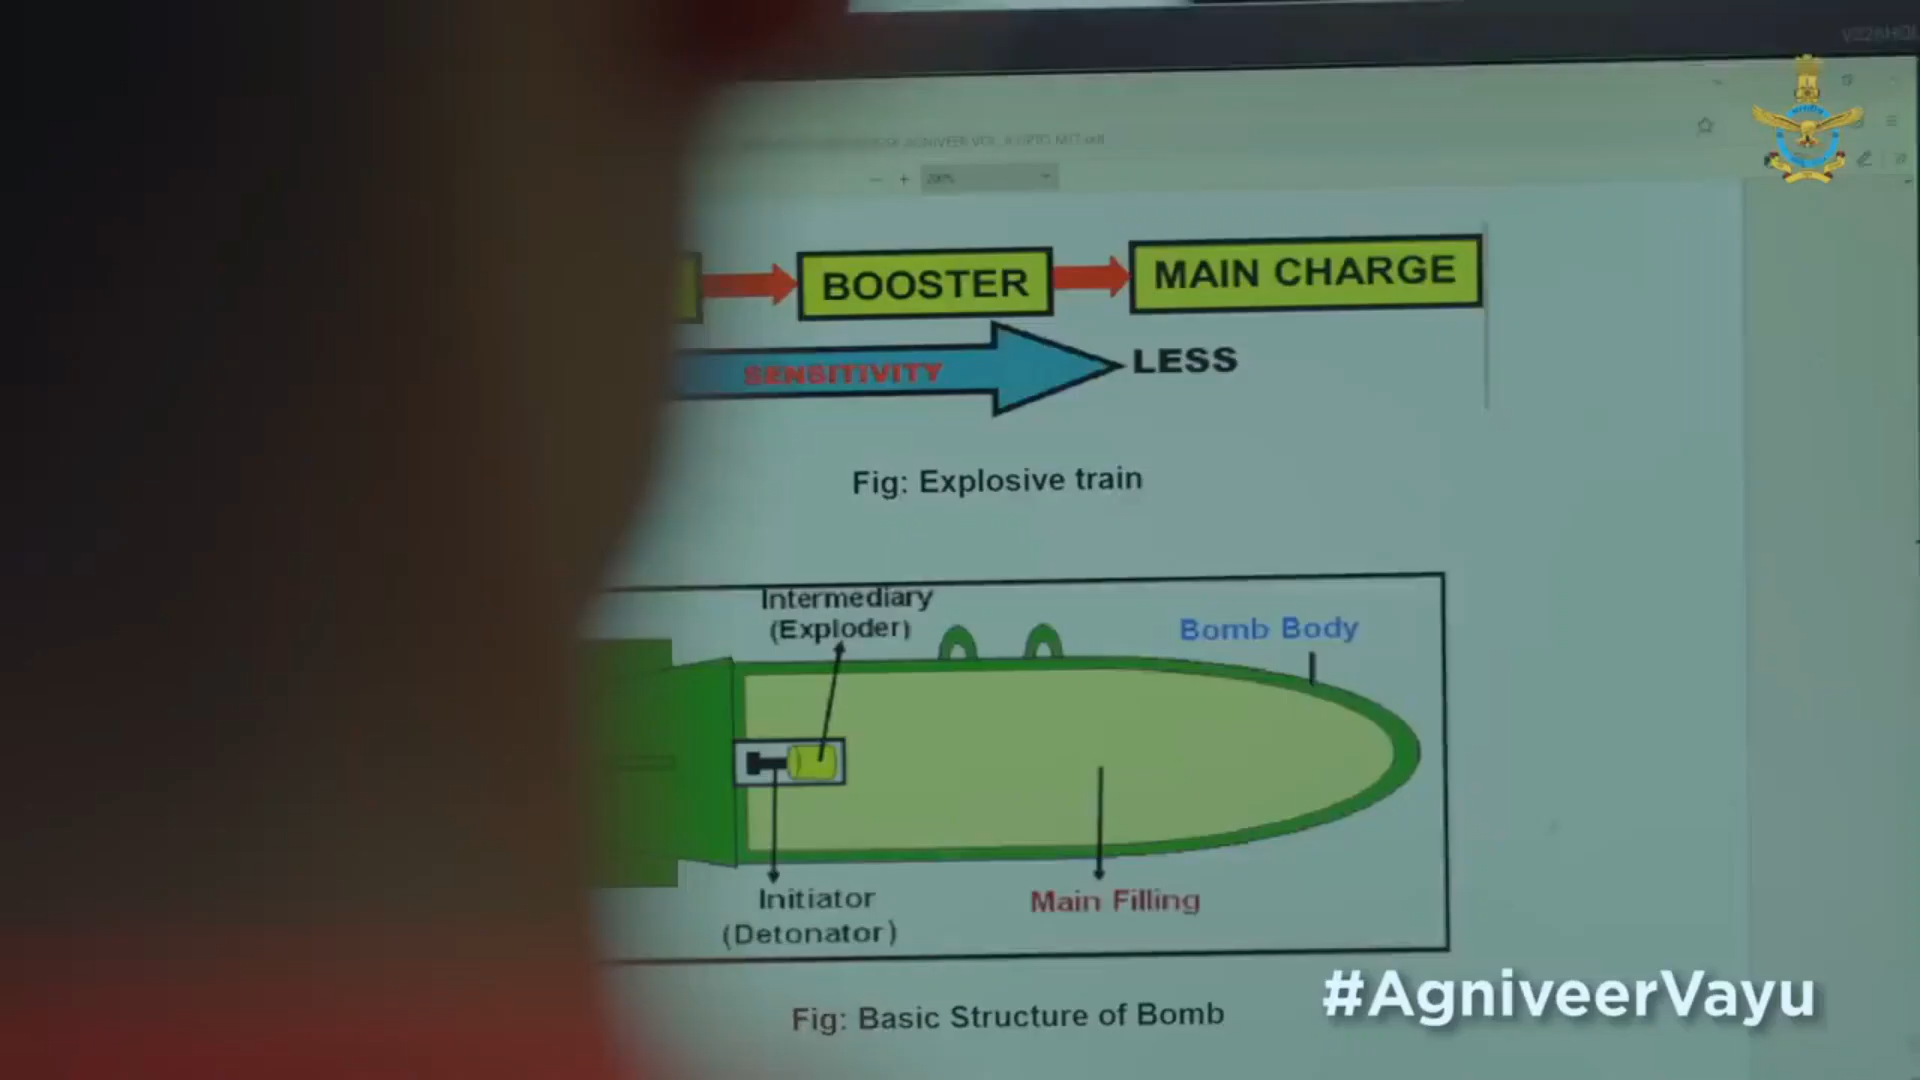 200%
BOOSTER
MAIN CHARGE
SENSITIVITY
LESS
Fig: Explosive train
Intermediary
(Exploder)
Bomb Body
Initiator
(Detonator)
Main Filling
Fig: Basic Structure of Bomb
#AgniveerVayu